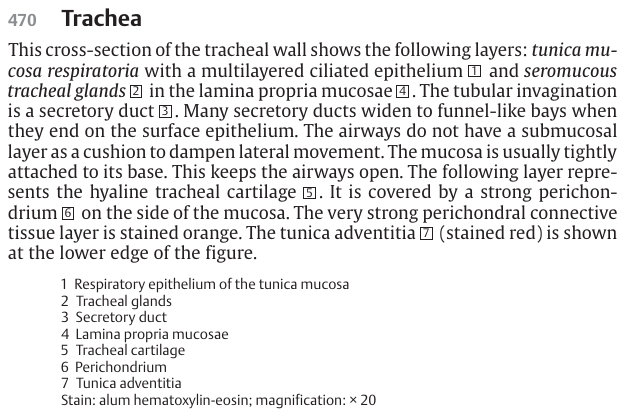 470 Trachea
This cross-section of the tracheal wall shows the following layers: tunica mu-
cosa respiratoria with a multilayered ciliated epithelium 1 and seromucous
tracheal glands 2 in the lamina propria mucosae 4. The tubular invagination
is a secretory duct 3. Many secretory ducts widen to funnel-like bays when
they end on the surface epithelium. The airways do not have a submucosal
layer as a cushion to dampen lateral movement. The mucosa is usually tightly
attached to its base. This keeps the airways open. The following layer repre-
sents the hyaline tracheal cartilage 5. It is covered by a strong perichon-
drium 6 on the side of the mucosa. The very strong perichondral connective
tissue layer is stained orange. The tunica adventitia 7 (stained red) is shown
at the lower edge of the figure.
1 Respiratory epithelium of the tunica mucosa
2 Tracheal glands
3 Secretory duct
4 Lamina propria mucosae
5 Tracheal cartilage
6 Perichondrium
7 Tunica adventitia
Stain: alum hematoxylin-eosin; magnification: × 20